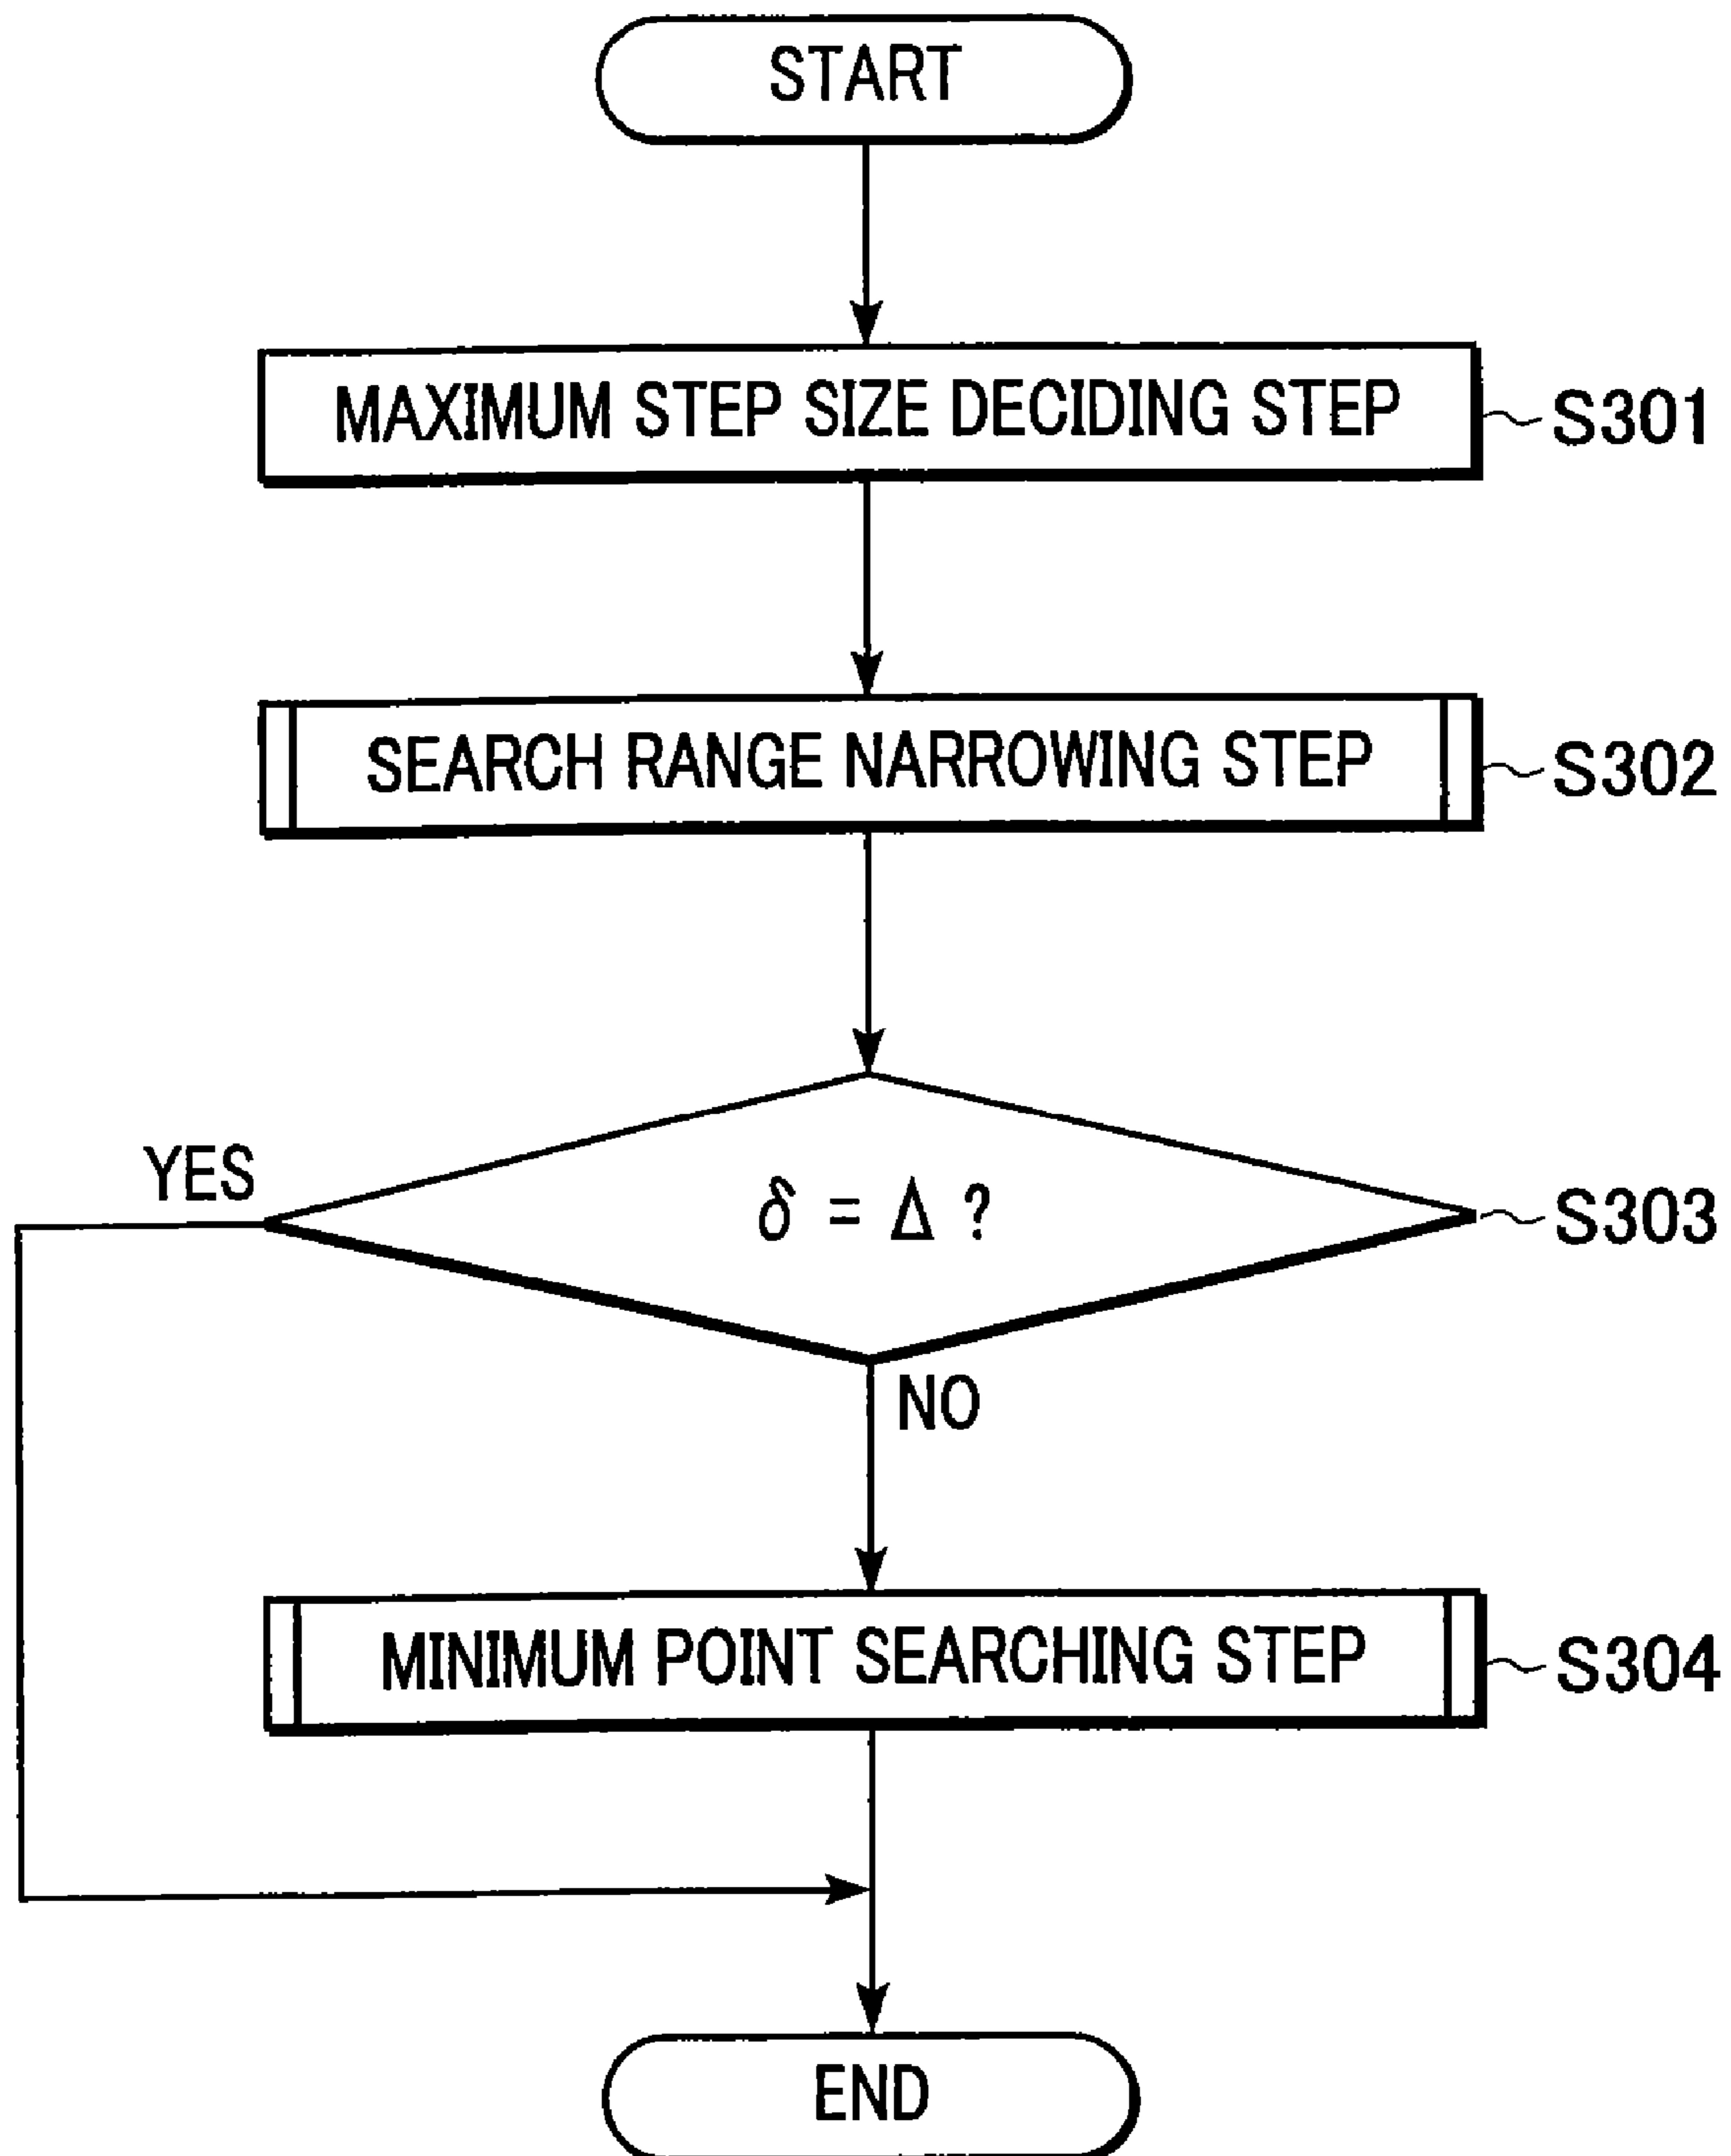 START
MAXIMUM STEP SIZE DECIDING STEP
S301
SEARCH RANGE NARROWING STEP
S302
YES
δ = Δ ?
S303
NO
MINIMUM POINT SEARCHING STEP
S304
END